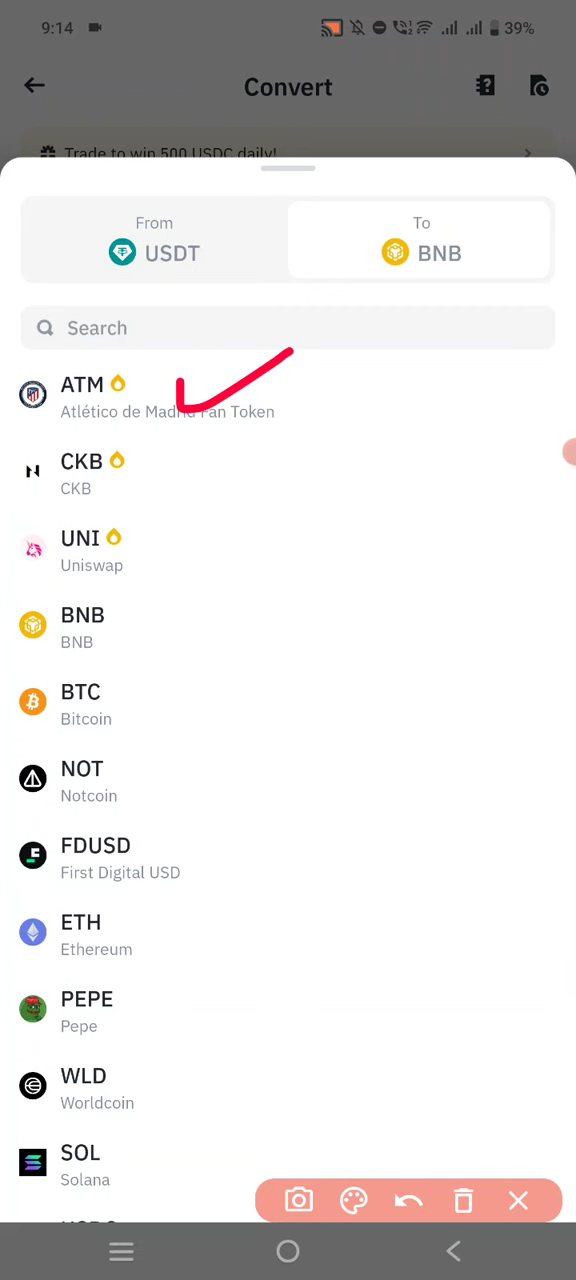 9:14
39%
Convert
Trade to win 500 USDC daily!
From
To
USDT
BNB
Search
ATM
Atlético de Madrid Fan Token
CKB
CKB
UNI
Uniswap
BNB
BNB
BTC
Bitcoin
NOT
Notcoin
FDUSD
First Digital USD
ETH
Ethereum
PEPE
Pepe
WLD
Worldcoin
SOL
Solana